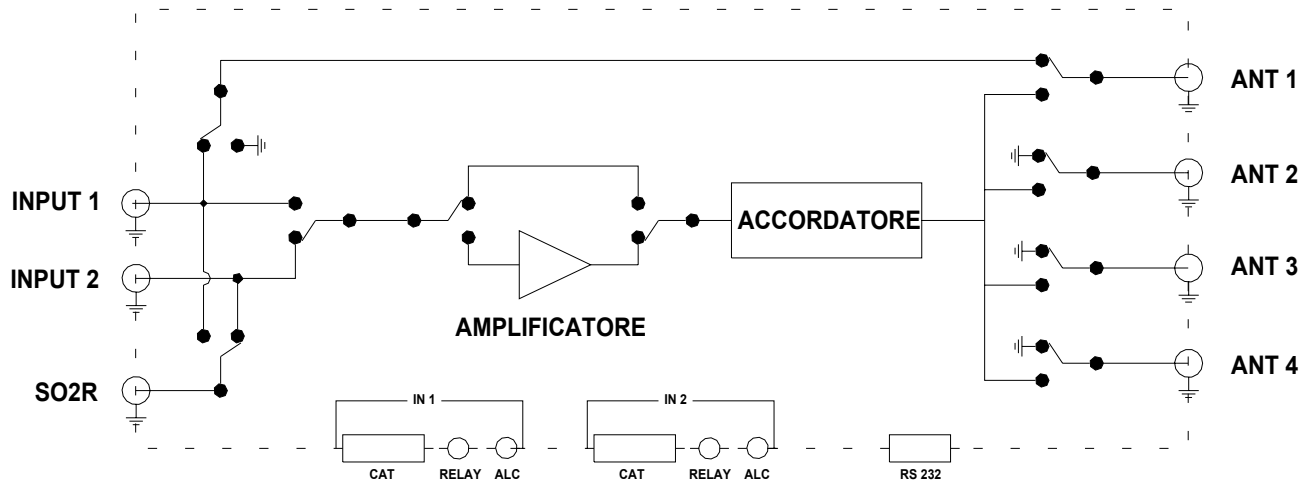 INPUT 1
INPUT 2
SO2R
AMPLIFICATORE
ACCORDATORE
ANT 1
ANT 2
ANT 3
ANT 4
IN 1
CAT
RELAY
ALC
IN 2
CAT
RELAY
ALC
RS 232